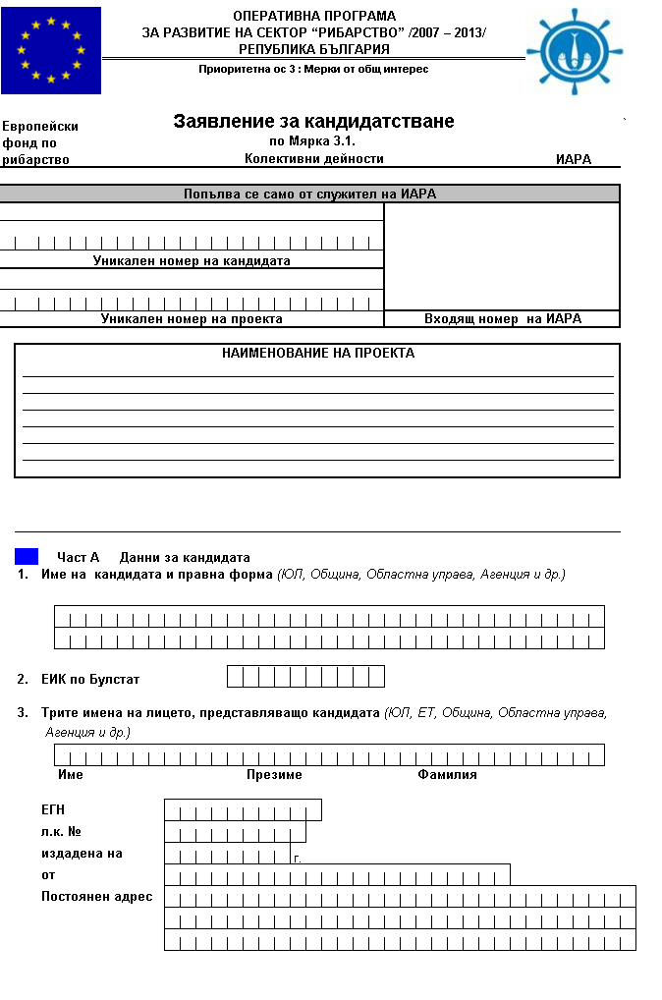 ОПЕРАТИВНА ПРОГРАМА
ЗА РАЗВИТИЕ НА СЕКТОР “РИБАРСТВО” /2007 – 2013/
РЕПУБЛИКА БЪЛГАРИЯ
Приоритетна ос 3 : Мерки от общ интерес
Европейски
фонд по
рибарство
Заявление за кандидатстване
по Мярка 3.1.
Колективни дейности
ИАРА
Попълва се само от служител на ИАРА
Уникален номер на кандидата
Уникален номер на проекта
Входящ номер на ИАРА
НАИМЕНОВАНИЕ НА ПРОЕКТА
Част А Данни за кандидата
1. Име на кандидата и правна форма (ЮЛ, Община, Областна управа, Агенция и др.)
2. ЕИК по Булстат
3. Трите имена на лицето, представляващо кандидата (ЮЛ, ЕТ, Община, Областна управа,
Агенция и др.)
Име Презиме Фамилия
ЕГН
л.к. №
издадена на г.
от
Постоянен адрес